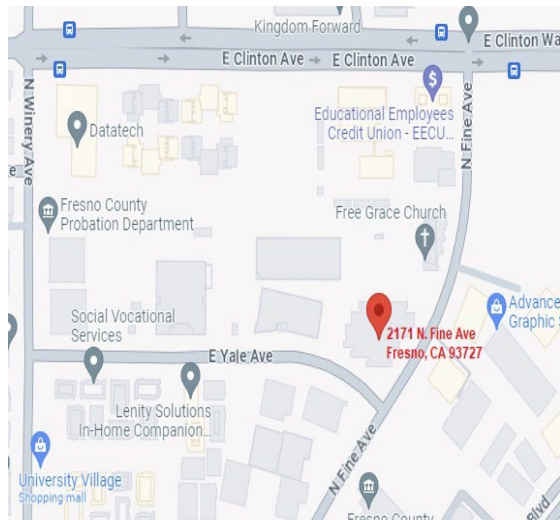 Kingdom Forward
E Clinton Wa
E Clinton Ave
E Clinton Ave
N Winery Ave
Datatech
$
Educational Employees
Credit Union - EECU...
N Fine Ave
e
Fresno County
Probation Department
Free Grace Church
Advance
Graphic S
Social Vocational
Services
2171 N. Fine Ave
Fresno, CA 93727
E Yale Ave
Lenity Solutions
In-Home Companion...
N Fine Ave
University Village
Shopping mall
Fresno County
Blvd